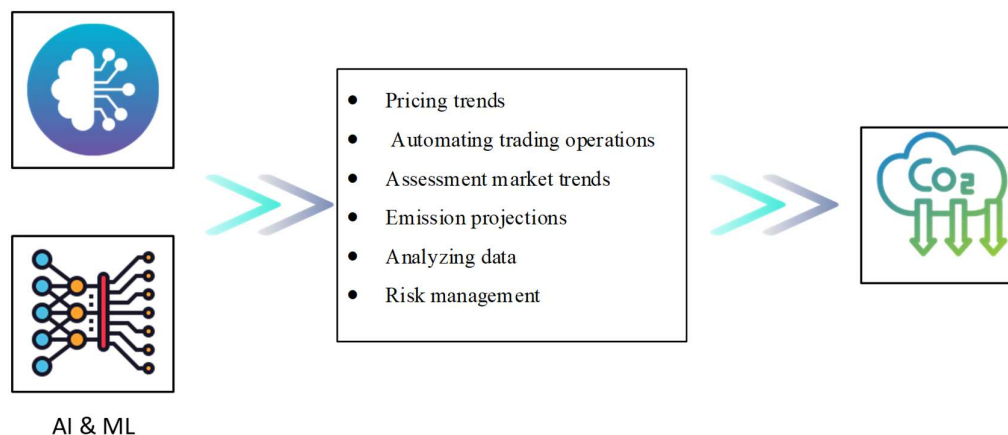 Pricing trends
Automating trading operations
Assessment market trends
Emission projections
Analyzing data
Risk management
Co2
AI & ML